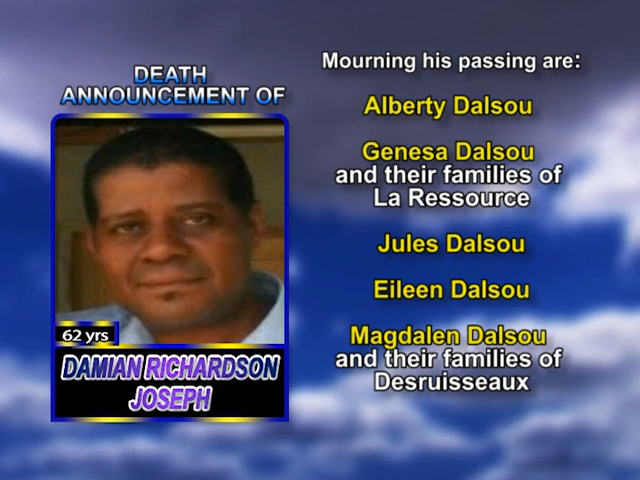 DEATH
ANNOUNCEMENT OF
62 yrs
DAMIAN RICHARDSON
JOSEPH
Mourning his passing are:
Alberty Dalsou
Genesa Dalsou
and their families of
La Ressource
Jules Dalsou
Eileen Dalsou
Magdalen Dalsou
and their families of
Desruisseaux